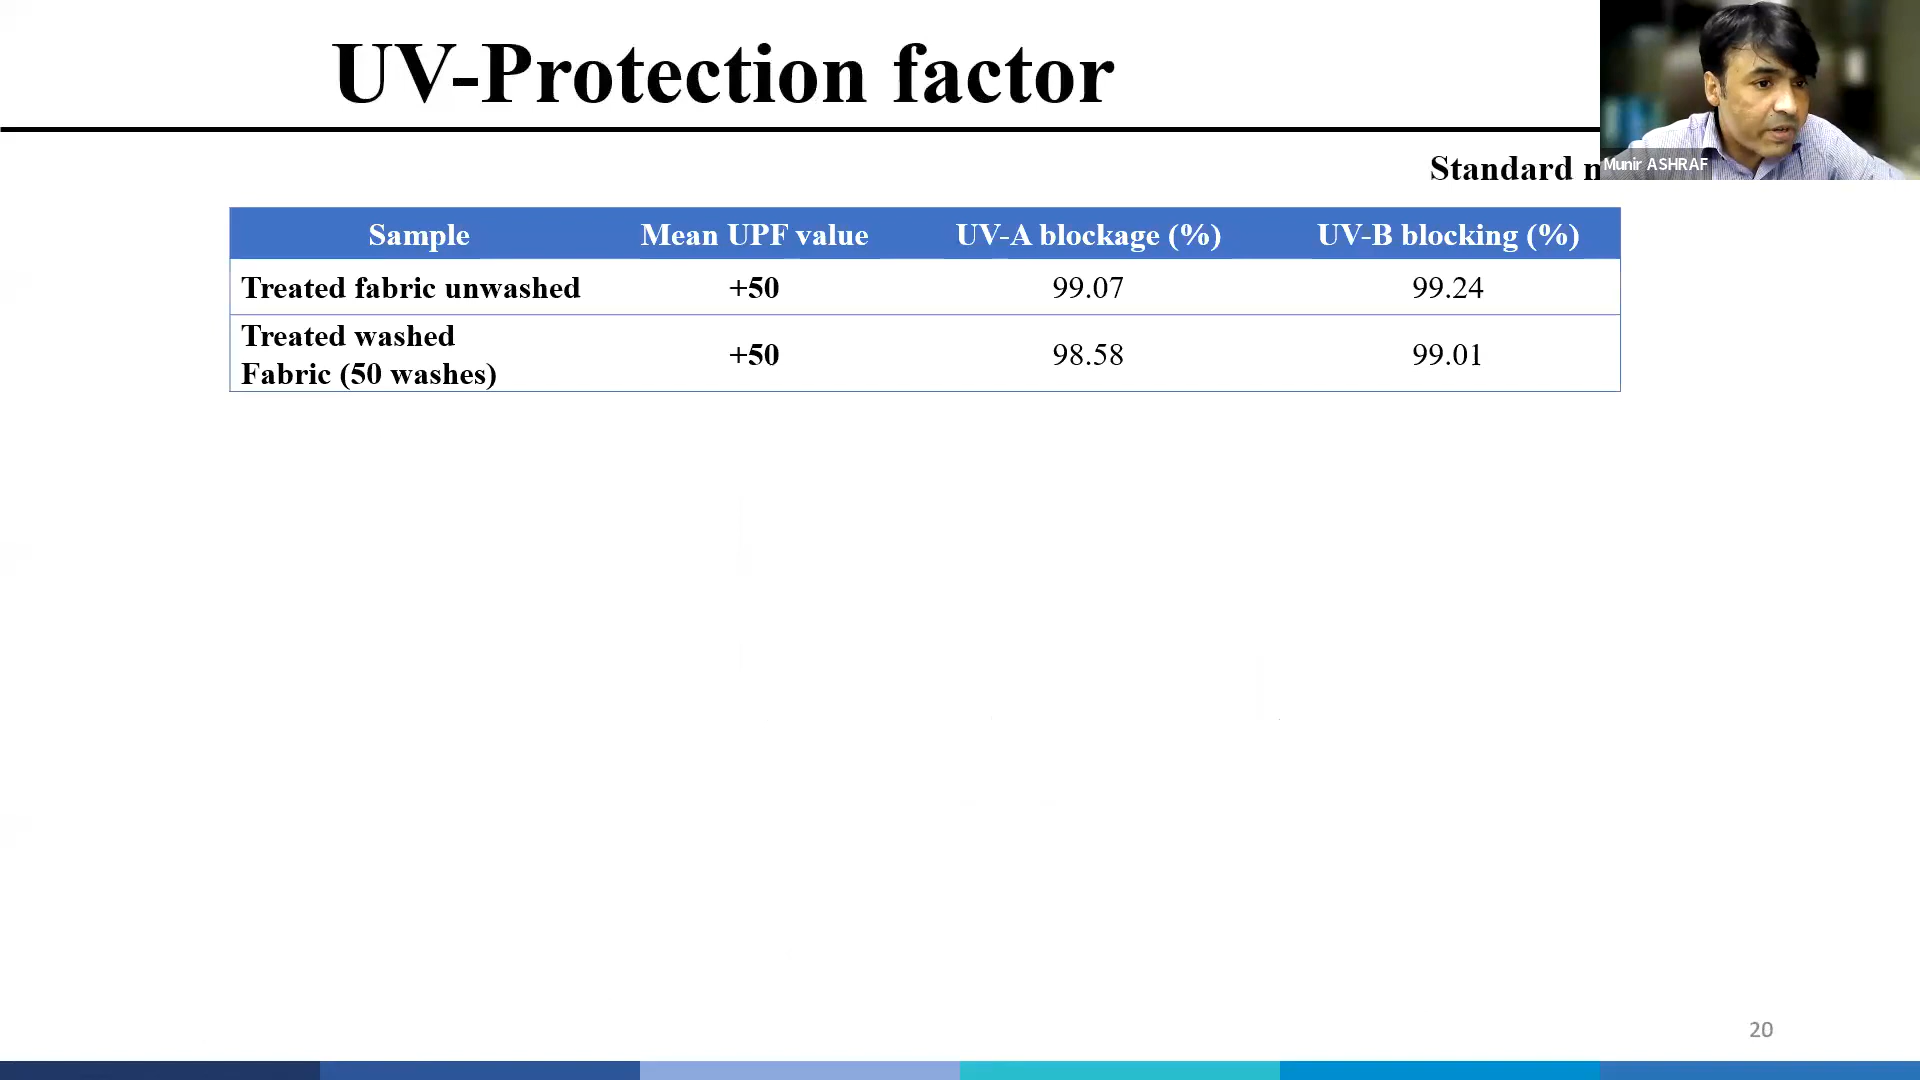 UV-Protection factor
Standard
Munir ASHRAF
Sample Mean UPF value UV-A blockage (%) UV-B blocking (%)
Treated fabric unwashed +50 99.07 99.24
Treated washed
Fabric (50 washes) +50 98.58 99.01
20